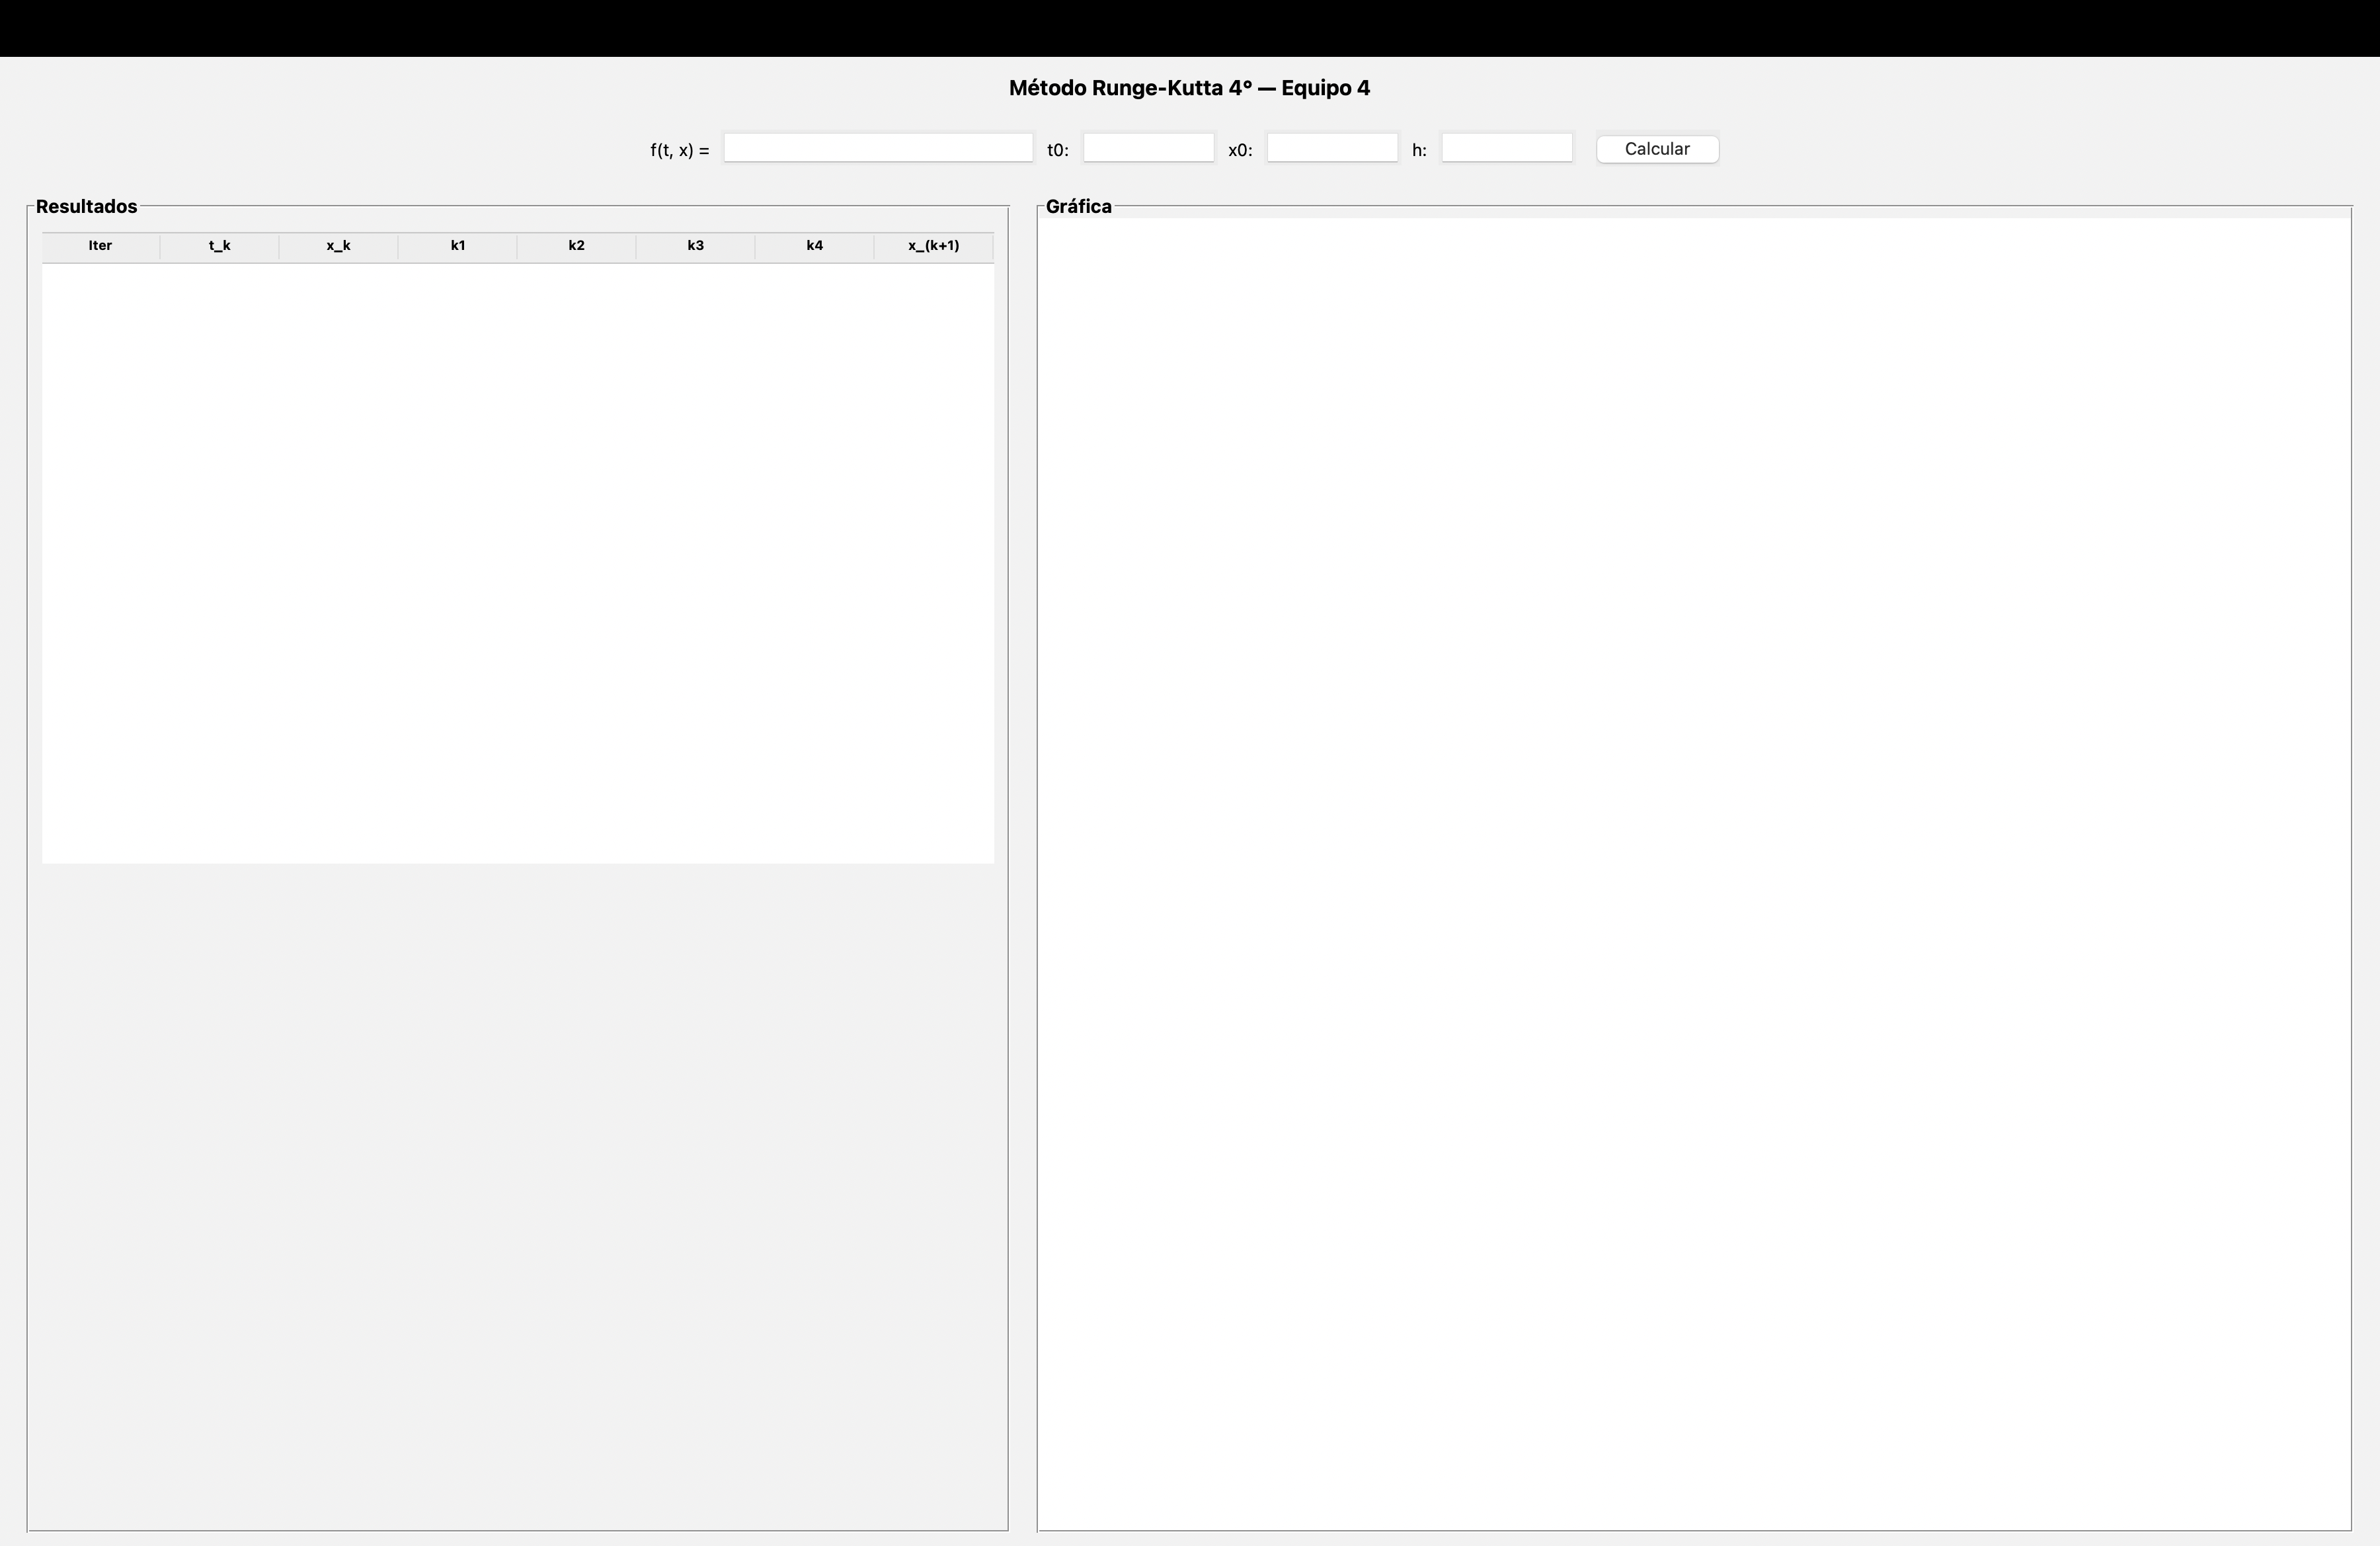 Método Runge-Kutta 4° — Equipo 4
f(t, x) = t0: x0: h: Calcular
Resultados
Iter t_k x_k k1 k2 k3 k4 x_(k+1)
Gráfica